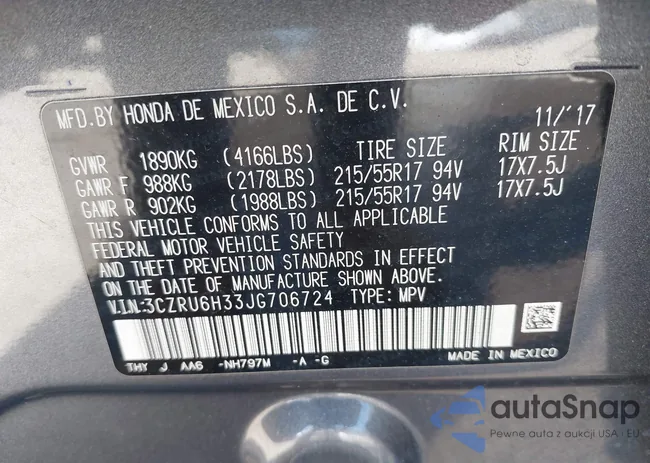 MFD.BY HONDA DE MEXICO S.A. DE C.V. 11/'17
GVWR 1890KG (4166LBS) TIRE SIZE RIM SIZE
GAWR F 988KG (2178LBS) 215/55R17 94V 17X7.5J
GAWR R 902KG (1988LBS) 215/55R17 94V 17X7.5J
THIS VEHICLE CONFORMS TO ALL APPLICABLE
FEDERAL MOTOR VEHICLE SAFETY
AND THEFT PREVENTION STANDARDS IN EFFECT
ON THE DATE OF MANUFACTURE SHOWN ABOVE.
V.I.N.:3CZRU6H33JG706724 TYPE: MPV
THY J AA6 -NH797M -A -G MADE IN MEXICO
autaSnap
Pewne auta z aukcji USA i EU